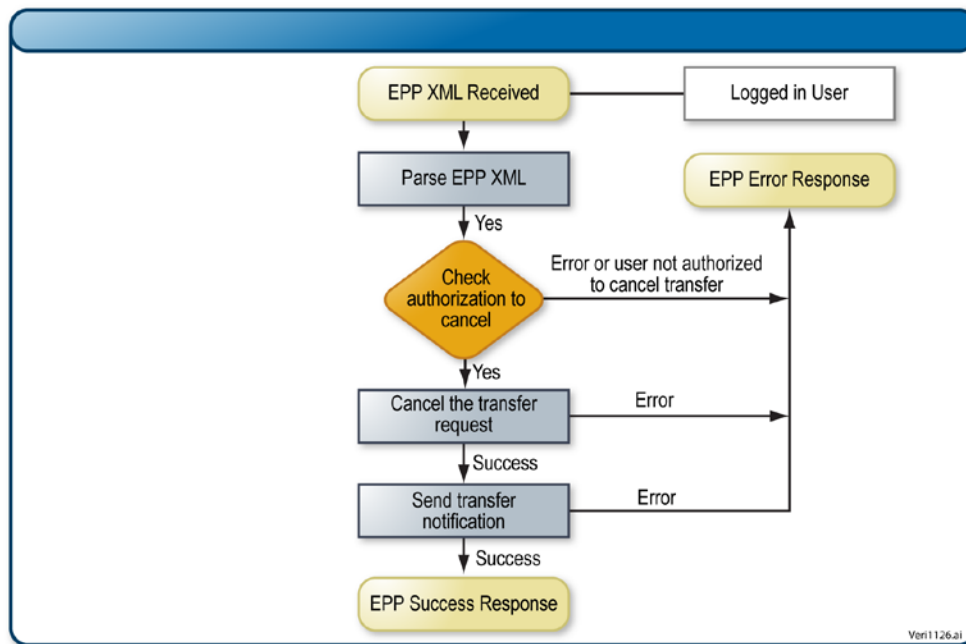 EPP XML Received
Logged in User
Parse EPP XML
EPP Error Response
Yes
Check
authorization to
cancel
Error or user not authorized
to cancel transfer
Yes
Cancel the transfer
request
Error
Success
Send transfer
notification
Error
Success
EPP Success Response
Veri1126.ai